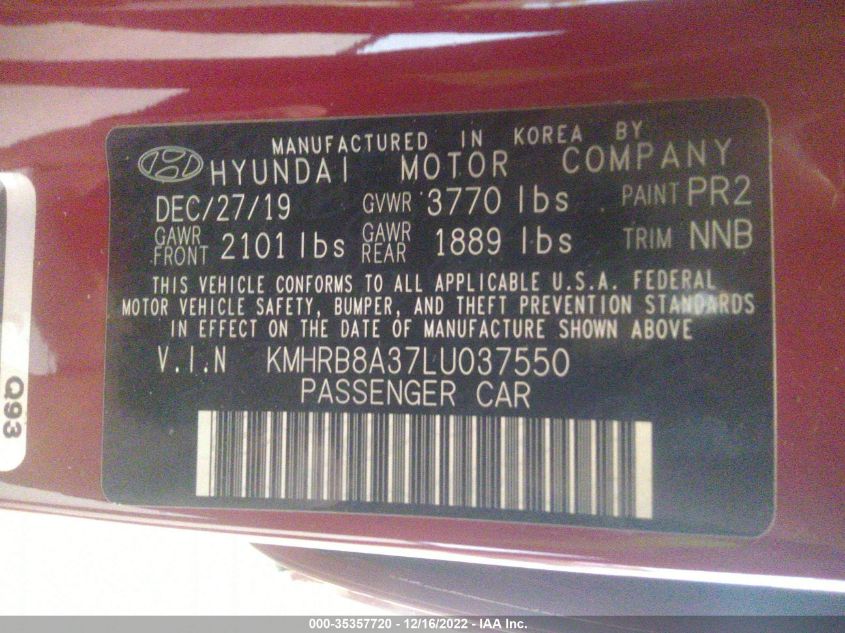 MANUFACTURED IN KOREA BY
HYUNDAI MOTOR COMPANY
DEC/27/19 GVWR 3770 lbs PAINT PR2
GAWR FRONT 2101 lbs GAWR REAR 1889 lbs TRIM NNB
THIS VEHICLE CONFORMS TO ALL APPLICABLE U.S.A. FEDERAL
MOTOR VEHICLE SAFETY, BUMPER, AND THEFT PREVENTION STANDARDS
IN EFFECT ON THE DATE OF MANUFACTURE SHOWN ABOVE
V.I.N KMHRB8A37LU037550
PASSENGER CAR
Q93
000-35357720 - 12/16/2022 - IAA Inc.